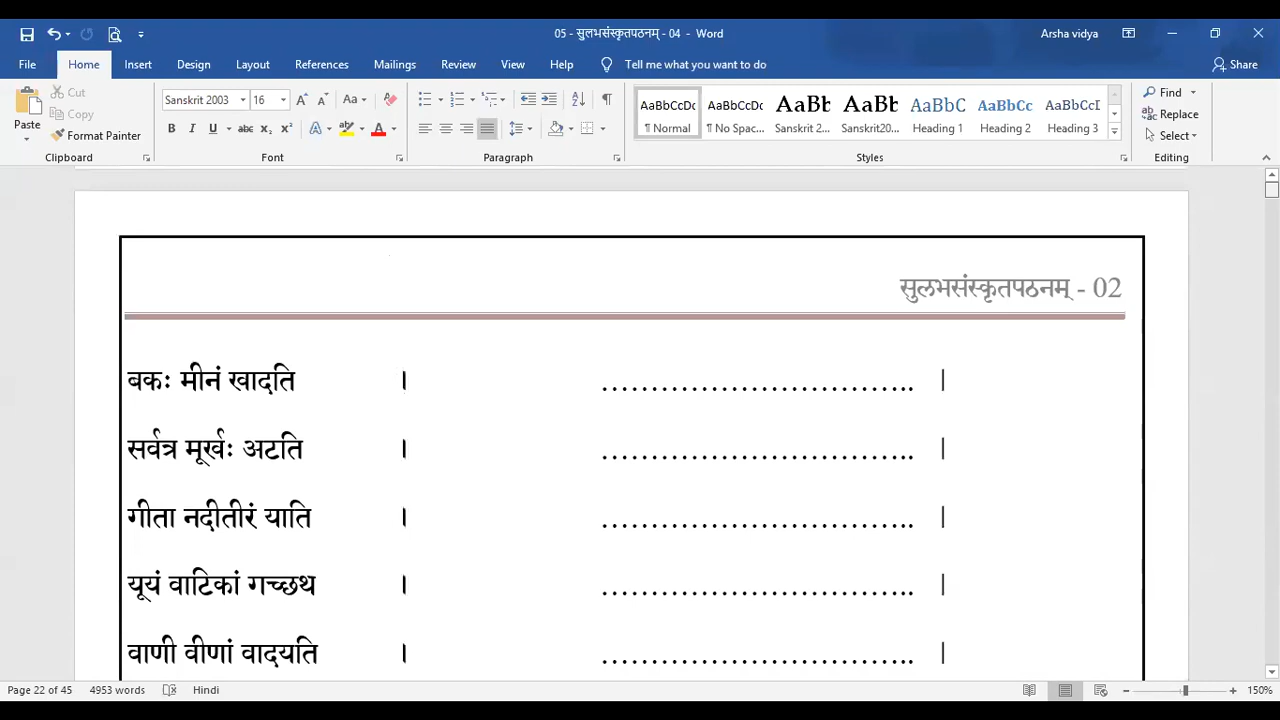 05 - सुलभसंस्कृतपठनम् - 04 - Word
Arsha vidya
File Home Insert Design Layout References Mailings Review View Help Tell me what you want to do Share
Paste
Cut
Copy
Format Painter
Clipboard
Sanskrit 2003 16 Aa
B I U abc x₂ x² A A
Font
Paragraph
AaBbCcDc AaBbCcDc AaBb AaBb AaBbC AaBbCc AaBbCcI
¶ Normal ¶ No Spac... Sanskrit 2... Sanskrit20... Heading 1 Heading 2 Heading 3
Styles
Find
Replace
Select
Editing
सुलभसंस्कृतपठनम् - 02
बकः मीनं खादति । ………………………….. |
सर्वत्र मूर्खः अटति । ………………………….. |
गीता नदीतीरं याति । ………………………….. |
यूयं वाटिकां गच्छथ । ………………………….. |
वाणी वीणां वादयति । ………………………….. |
Page 22 of 45 4953 words Hindi 150%